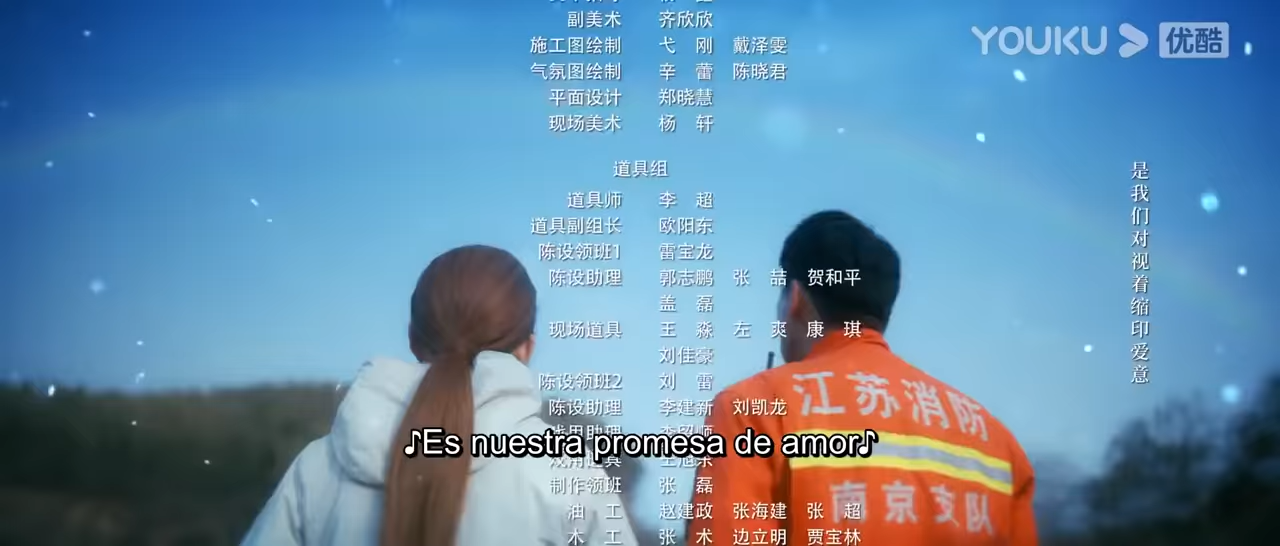 YOUKU 优酷
副美术 齐欣欣
施工图绘制 弋 刚 戴泽雯
气氛图绘制 辛 蕾 陈晓君
平面设计 郑晓慧
现场美术 杨 轩
道具组
道具师 李 超
道具副组长 欧阳东
陈设领班1 雷宝龙
陈设助理 郭志鹏 张 喆 贺和平
盖 磊
现场道具 王 淼 左 爽 康 琪
刘佳豪
陈设领班2 刘 雷
陈设助理 李建新 刘凯龙
♪Es nuestra promesa de amor♪
制作领班 张 磊
油 工 赵建政 张海建 张 超
木 工 张 术 边立明 贾宝林
是我们对视着缩印爱意
江苏消防
南京支队